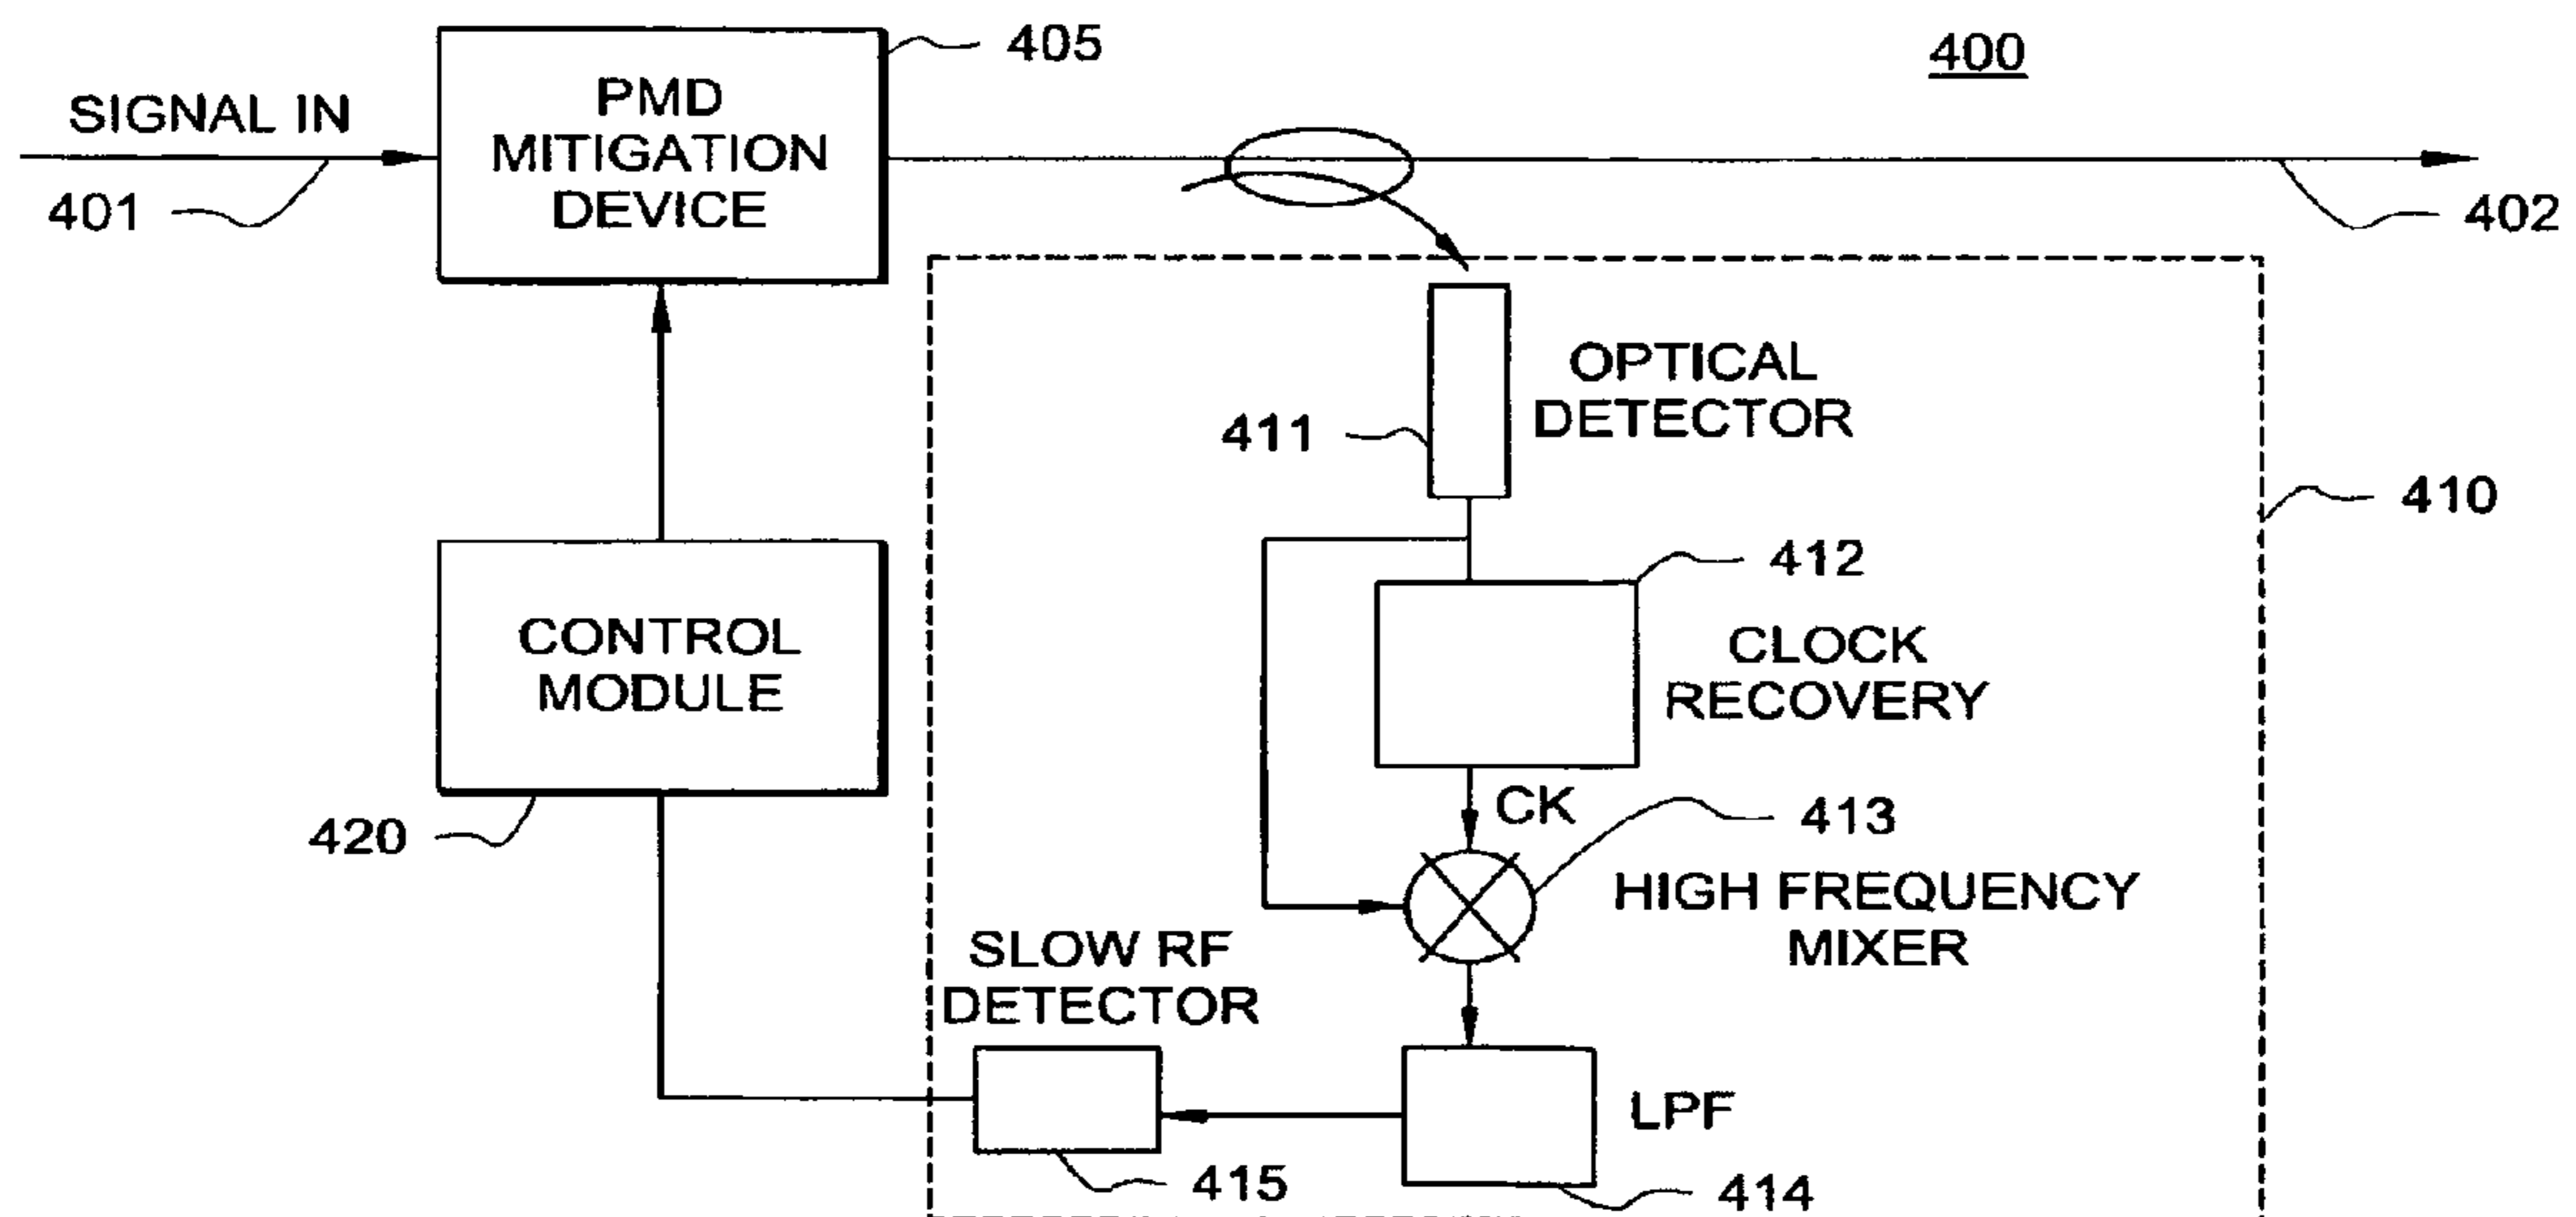 405
400
SIGNAL IN
PMD
MITIGATION
DEVICE
401
402
OPTICAL
DETECTOR
411
410
412
CONTROL
MODULE
CLOCK
RECOVERY
CK
413
420
HIGH FREQUENCY
MIXER
SLOW RF
DETECTOR
LPF
415
414